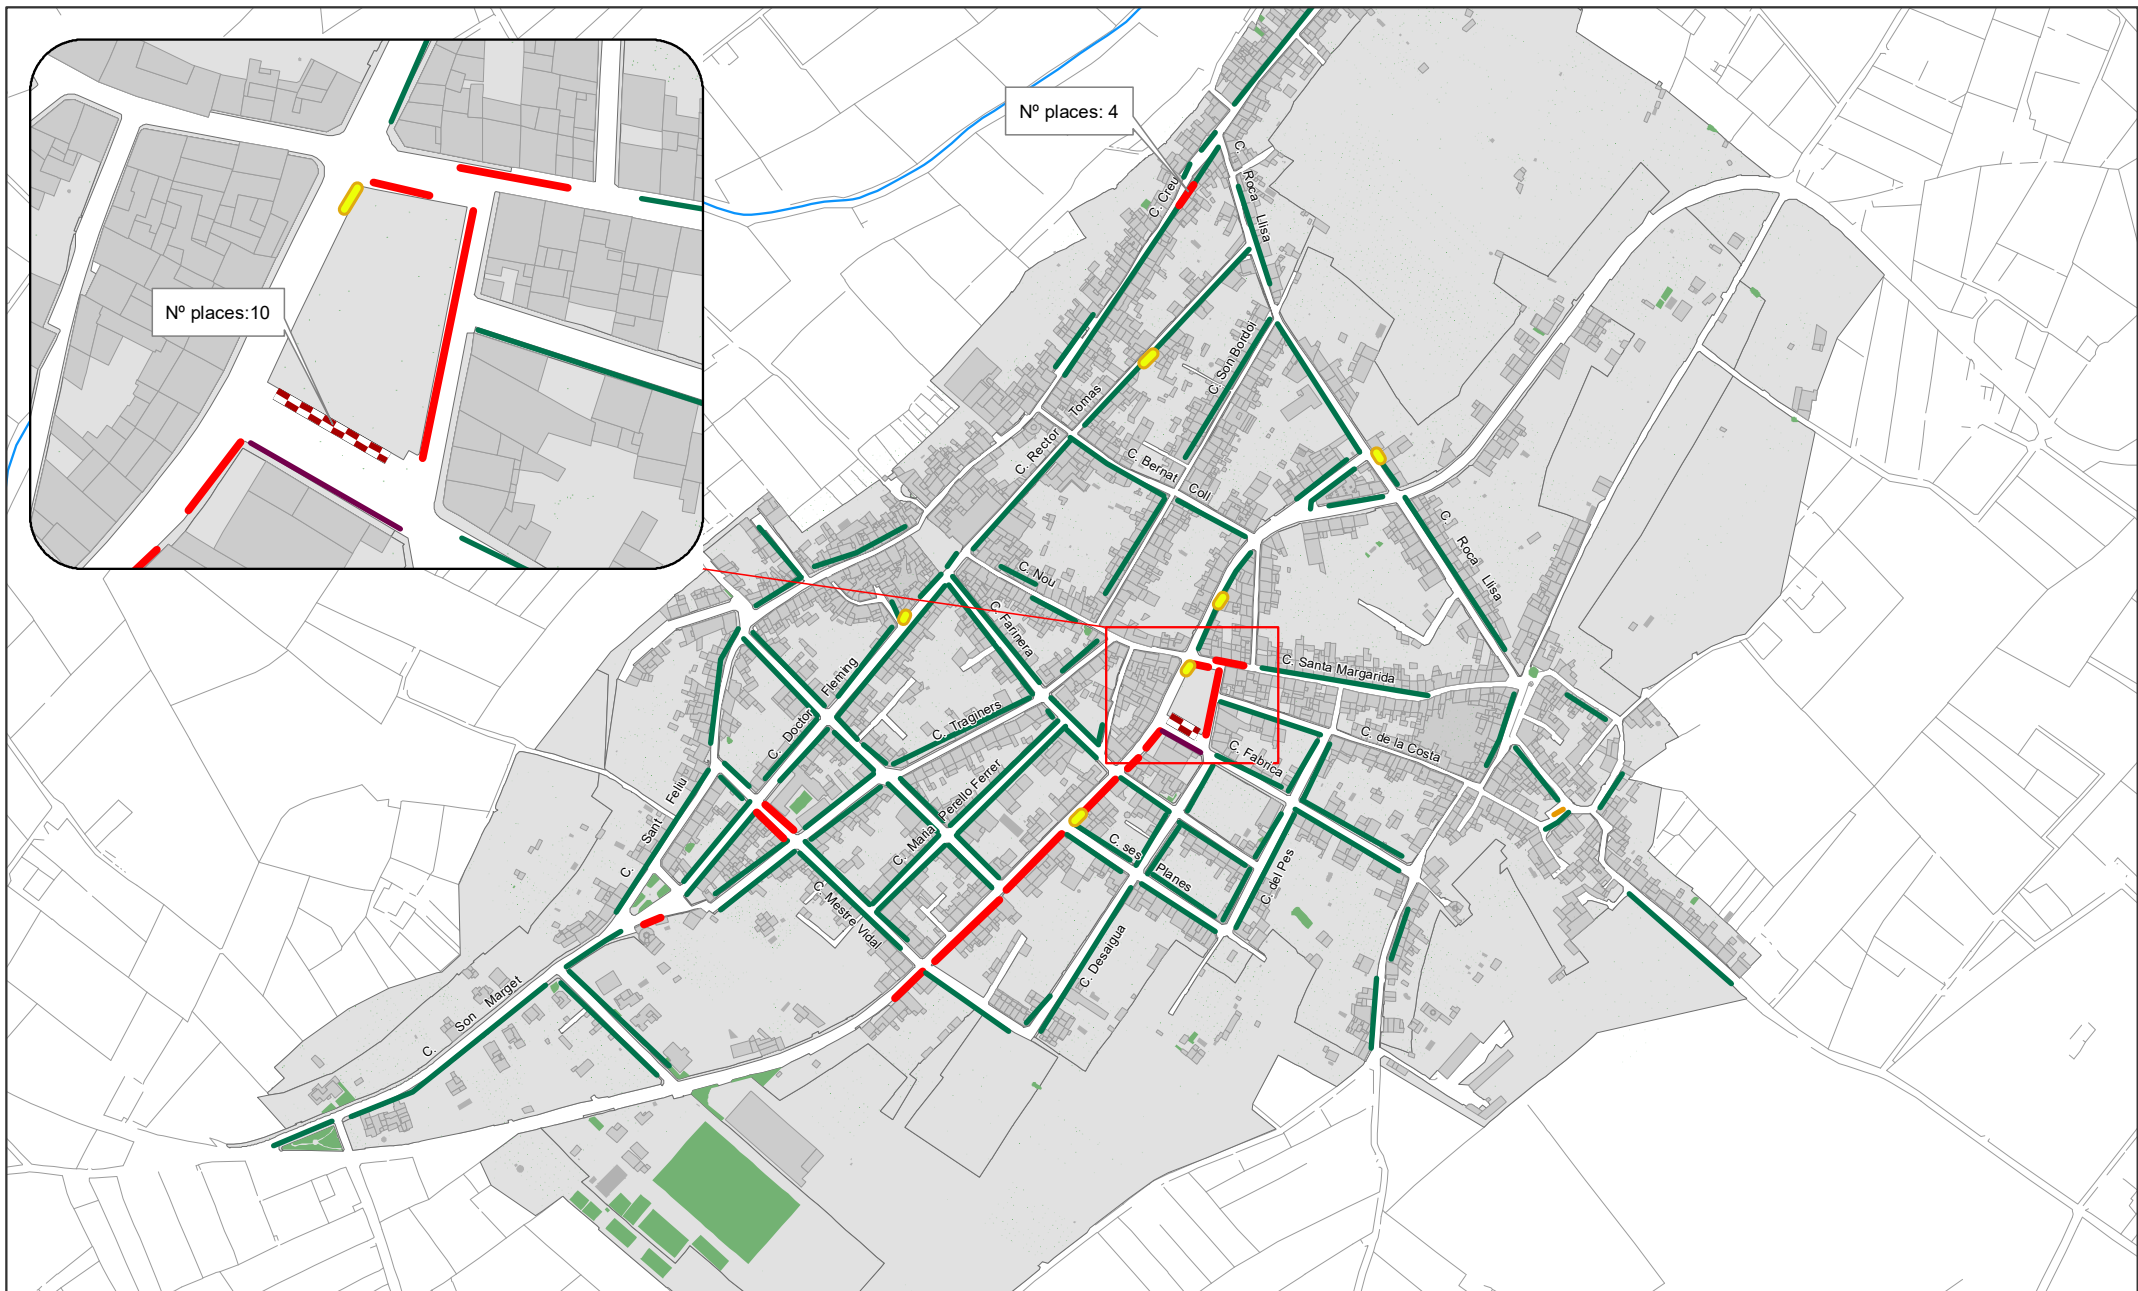 Nº places: 4
Nº places:10
C. Creu
C. Roca Llisa
C. Son Bordoi
C. Rector Tomas
C. Bernat Coll
C. Roca Llisa
C. Nou
C. Farinera
C. Santa Margarida
C. Doctor Fleming
C. Traginers
C. de la Costa
C. Fabrica
C. Maria Perello Ferrer
C. Sant Feliu
C. ses Planes
C. del Pes
C. Mestre Vidal
C. Desaigua
C. Son Marget